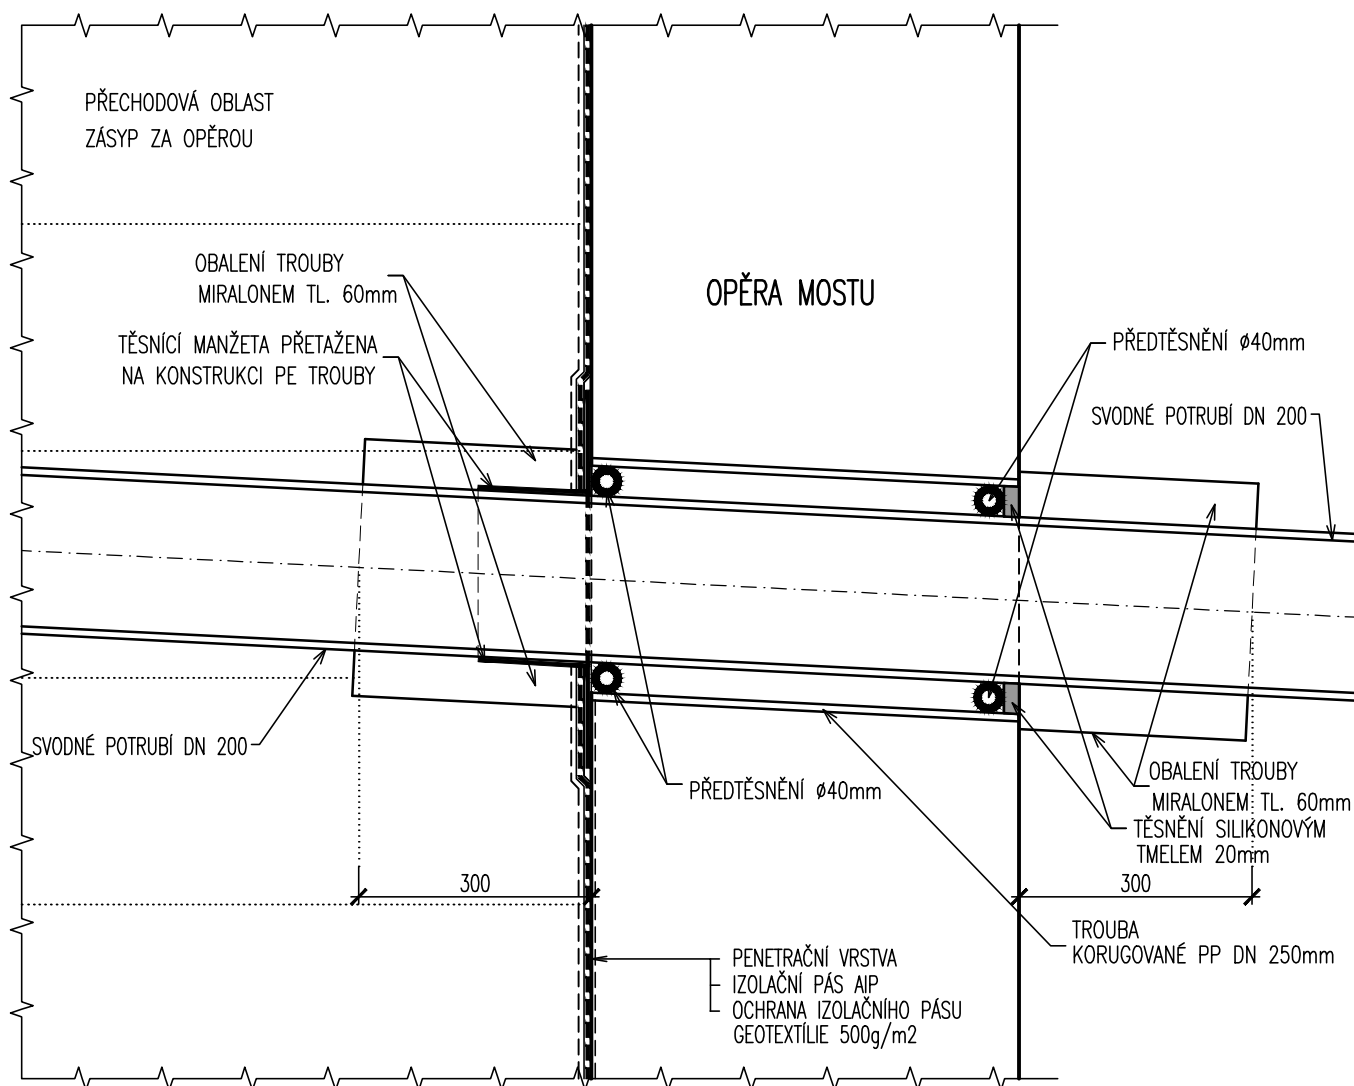 PŘECHODOVÁ OBLAST
ZÁSYP ZA OPĚROU
OBALENÍ TROUBY
MIRALONEM TL. 60mm
TĚSNÍCÍ MANŽETA PŘETAŽENA
NA KONSTRUKCI PE TROUBY
OPĚRA MOSTU
PŘEDTĚSNĚNÍ ø40mm
SVODNÉ POTRUBÍ DN 200
SVODNÉ POTRUBÍ DN 200
PŘEDTĚSNĚNÍ ø40mm
OBALENÍ TROUBY
MIRALONEM TL. 60mm
TĚSNĚNÍ SILIKONOVÝM
TMELEM 20mm
300
300
TROUBA
KORUGOVANÉ PP DN 250mm
PENETRAČNÍ VRSTVA
IZOLAČNÍ PÁS AIP
OCHRANA IZOLAČNÍHO PÁSU
GEOTEXTÍLIE 500g/m2